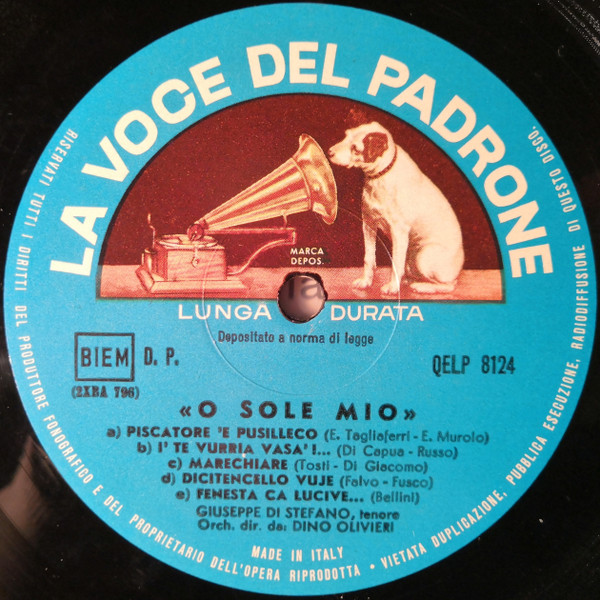 LA VOCE DEL PADRONE
MARCA
DEPOS.
LUNGA DURATA
Depositato a norma di legge
BIEM D. P.
QELP 8124
(2XBA 796)
«O SOLE MIO»
a) PISCATORE 'E PUSILLECO (E. Tagliaferri - E. Murolo)
b) I' TE VURRIA VASA' !... (Di Capua - Russo)
c) MARECHIARE (Tosti - Di Giacomo)
d) DICITENCELLO VUJE (Falvo - Fusco)
e) FENESTA CA LUCIVE... (Bellini)
GIUSEPPE DI STEFANO, tenore
Orch. dir. da: DINO OLIVIERI
MADE IN ITALY
RISERVATI TUTTI I DIRITTI DEL PRODUTTORE FONOGRAFICO E DEL PROPRIETARIO DELL'OPERA RIPRODOTTA • VIETATA DUPLICAZIONE, PUBBLICA ESECUZIONE, RADIODIFFUSIONE DI QUESTO DISCO.